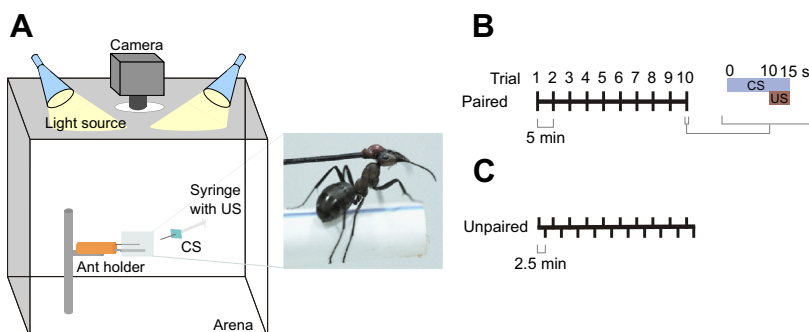 A
Camera
Light source
Syringe
with US
CS
Ant holder
Arena
B
Trial 1 2 3 4 5 6 7 8 9 10
Paired
5 min
0 10 15 s
CS
US
C
Unpaired
2.5 min